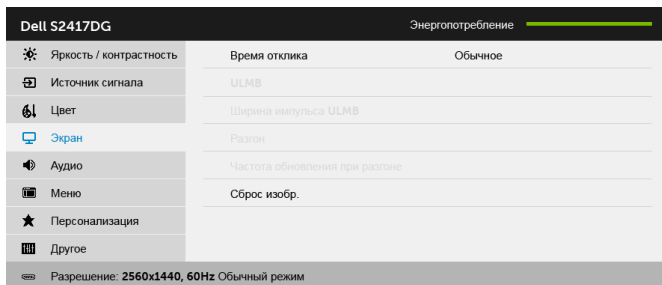 Dell S2417DG Энергопотребление
Яркость / контрастность Время отклика Обычное
Источник сигнала ULMB
Цвет Ширина импульса ULMB
Экран Разгон
Аудио Частота обновления при разгоне
Меню Сброс изобр.
Персонализация
Другое
Разрешение: 2560x1440, 60Hz Обычный режим